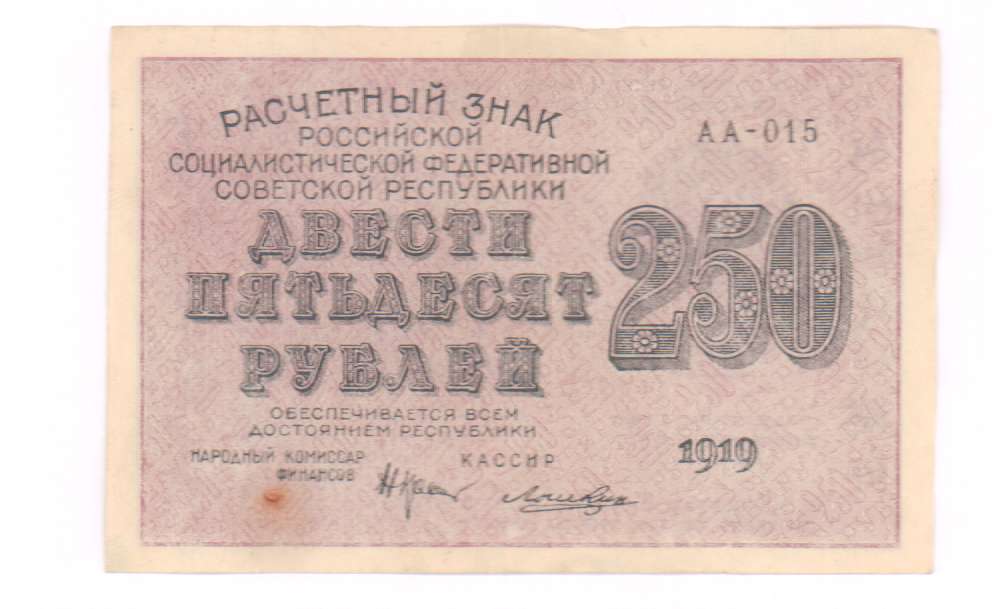 РАСЧЕТНЫЙ ЗНАК
РОССИЙСКОЙ
СОЦИАЛИСТИЧЕСКОЙ ФЕДЕРАТИВНОЙ
СОВЕТСКОЙ РЕСПУБЛИКИ
ДВЕСТИ
ПЯТЬДЕСЯТ
РУБЛЕЙ
ОБЕСПЕЧИВАЕТСЯ ВСЕМ
ДОСТОЯНИЕМ РЕСПУБЛИКИ
НАРОДНЫЙ КОМИССАР
ФИНАНСОВ
КАССИР
АА-015
250
1919